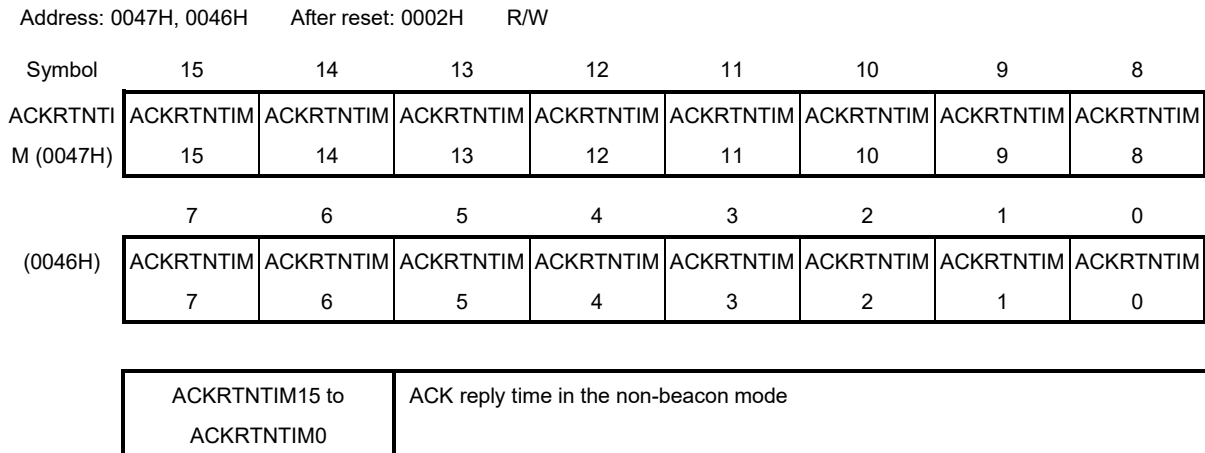 Address: 0047H, 0046H After reset: 0002H R/W
Symbol 15 14 13 12 11 10 9 8
ACKRTNTI ACKRTNTIM ACKRTNTIM ACKRTNTIM ACKRTNTIM ACKRTNTIM ACKRTNTIM ACKRTNTIM ACKRTNTIM
M (0047H) 15 14 13 12 11 10 9 8
7 6 5 4 3 2 1 0
(0046H) ACKRTNTIM ACKRTNTIM ACKRTNTIM ACKRTNTIM ACKRTNTIM ACKRTNTIM ACKRTNTIM ACKRTNTIM
7 6 5 4 3 2 1 0
ACKRTNTIM15 to ACK reply time in the non-beacon mode
ACKRTNTIM0